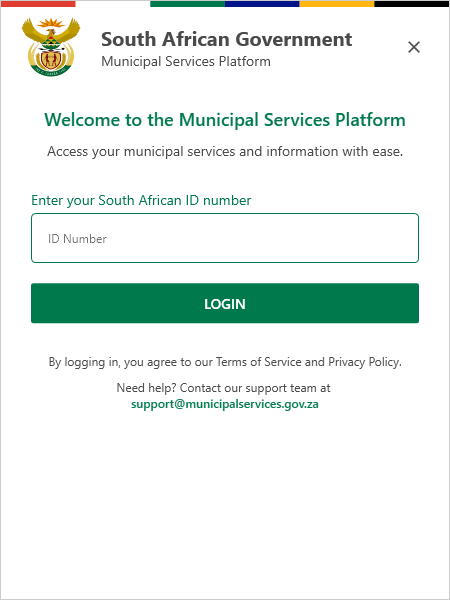 South African Government
Municipal Services Platform
Welcome to the Municipal Services Platform
Access your municipal services and information with ease.
Enter your South African ID number
ID Number
LOGIN
By logging in, you agree to our Terms of Service and Privacy Policy.
Need help? Contact our support team at
support@municipalservices.gov.za